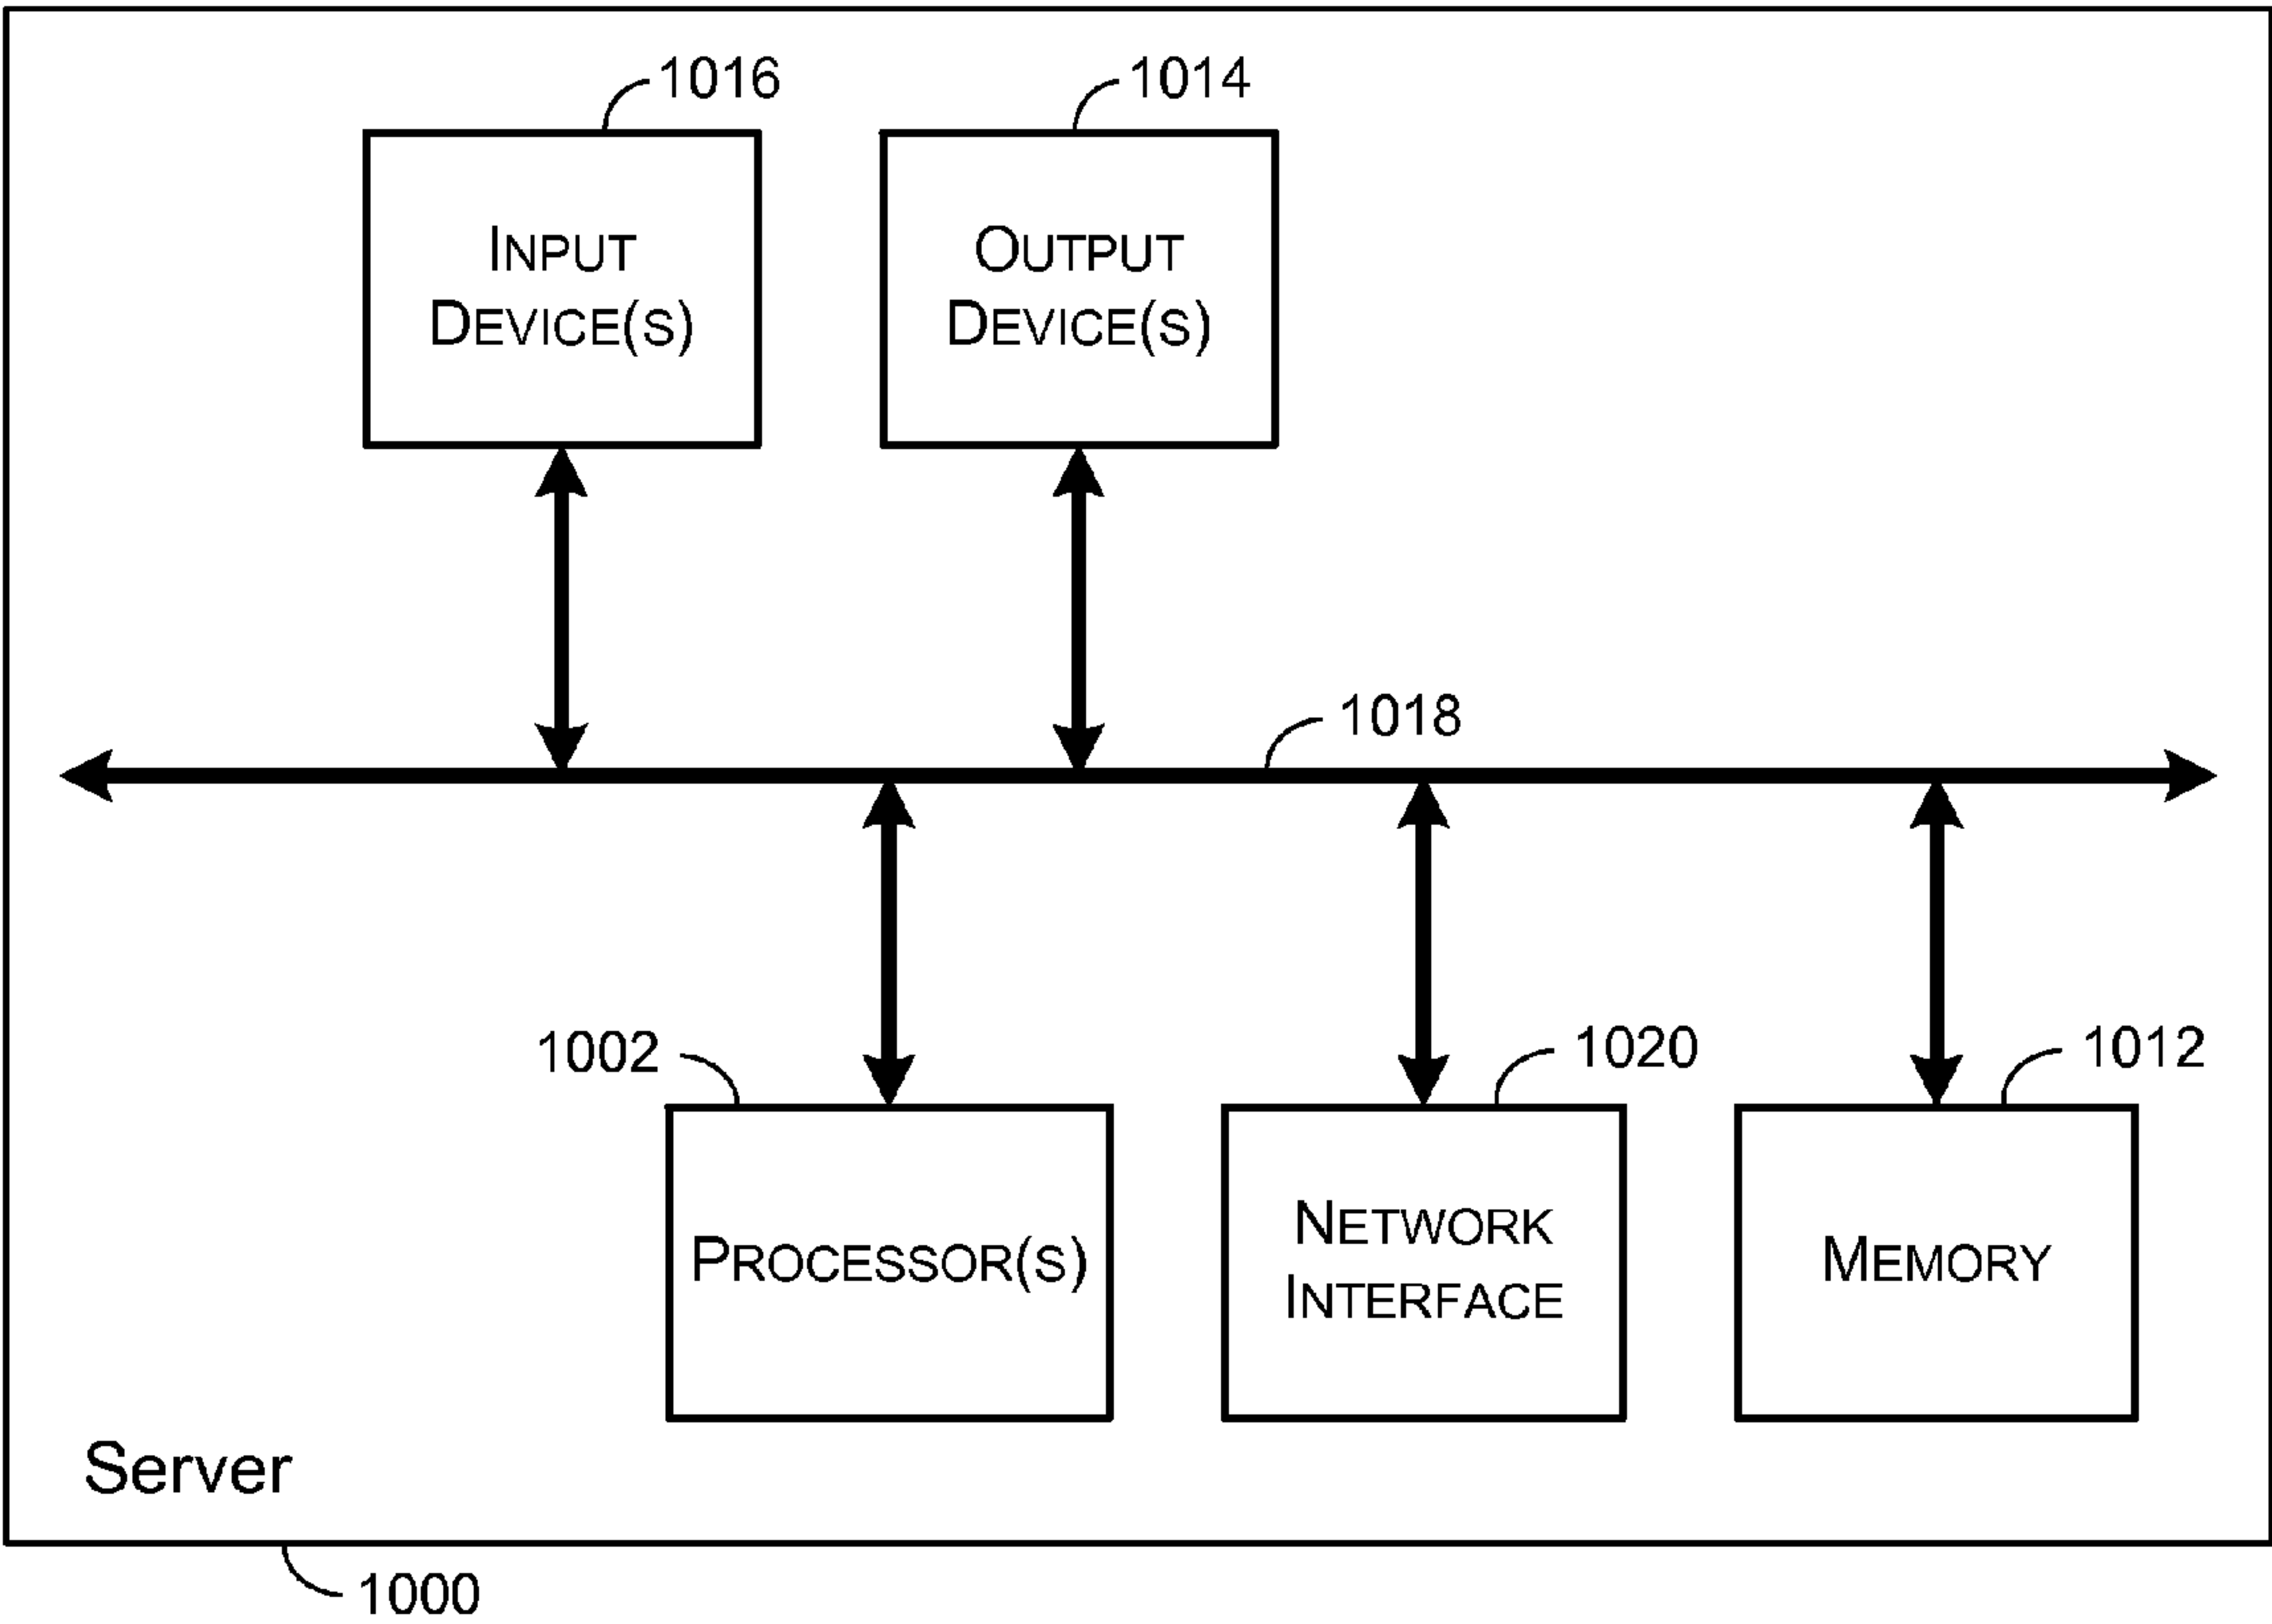 1016
1014
INPUT
DEVICE(S)
OUTPUT
DEVICE(S)
1018
1002
1020
1012
PROCESSOR(S)
NETWORK
INTERFACE
MEMORY
Server
1000